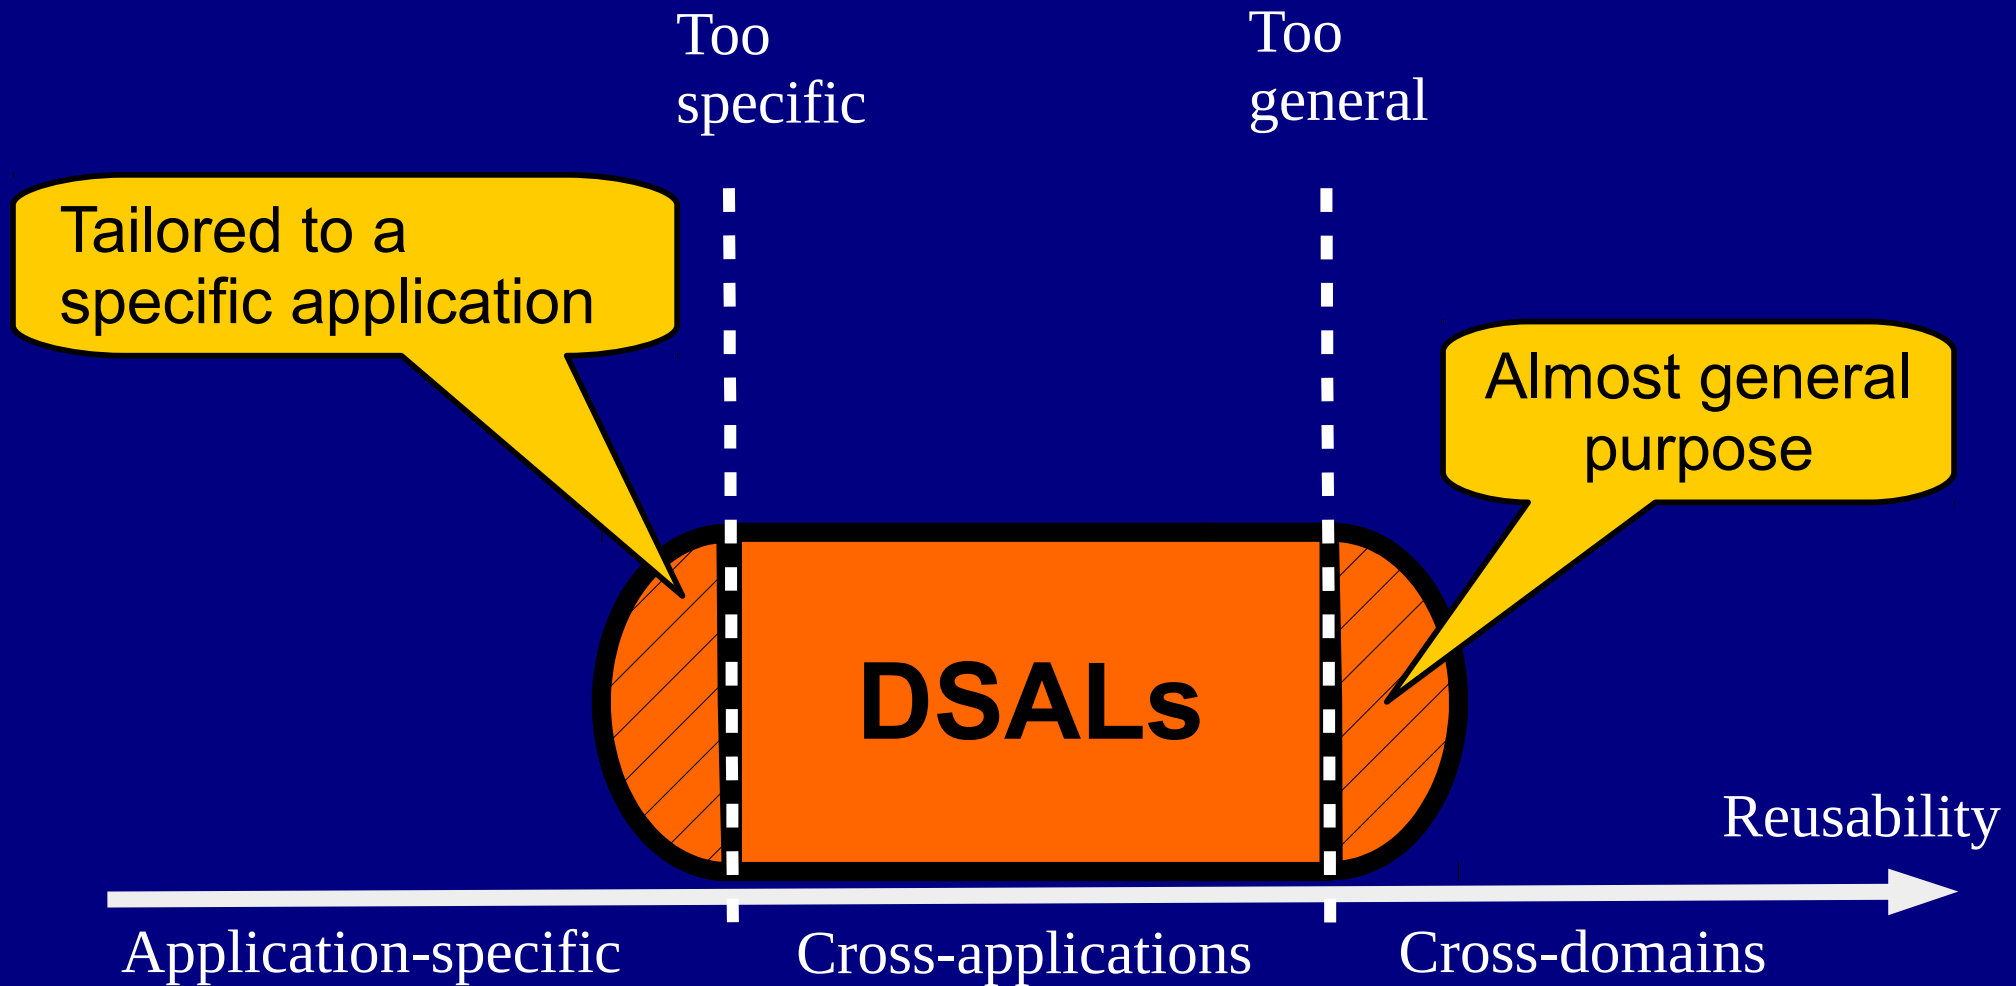 Too
specific
Too
general
Tailored to a
specific application
Almost general
purpose
DSALs
Reusability
Application-specific
Cross-applications
Cross-domains